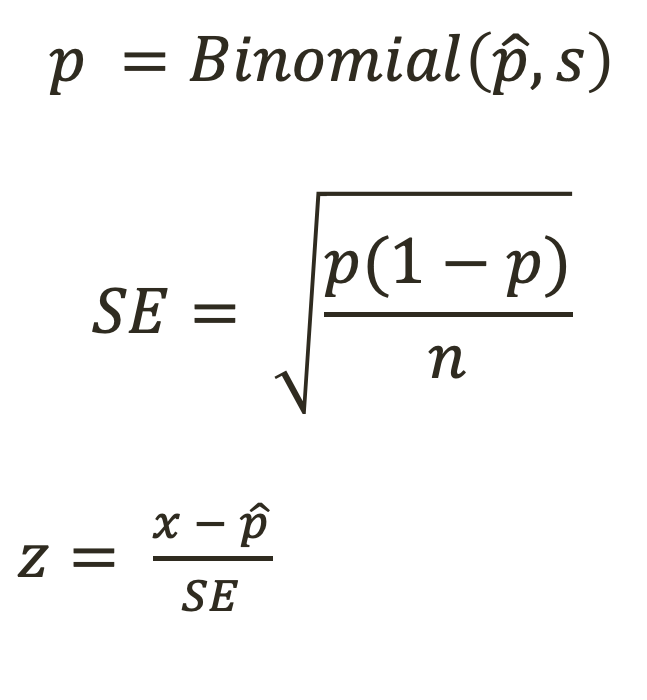 p = Binomial(p̂, s)
SE = √(p(1 − p)/n)
z = (x − p̂)/SE